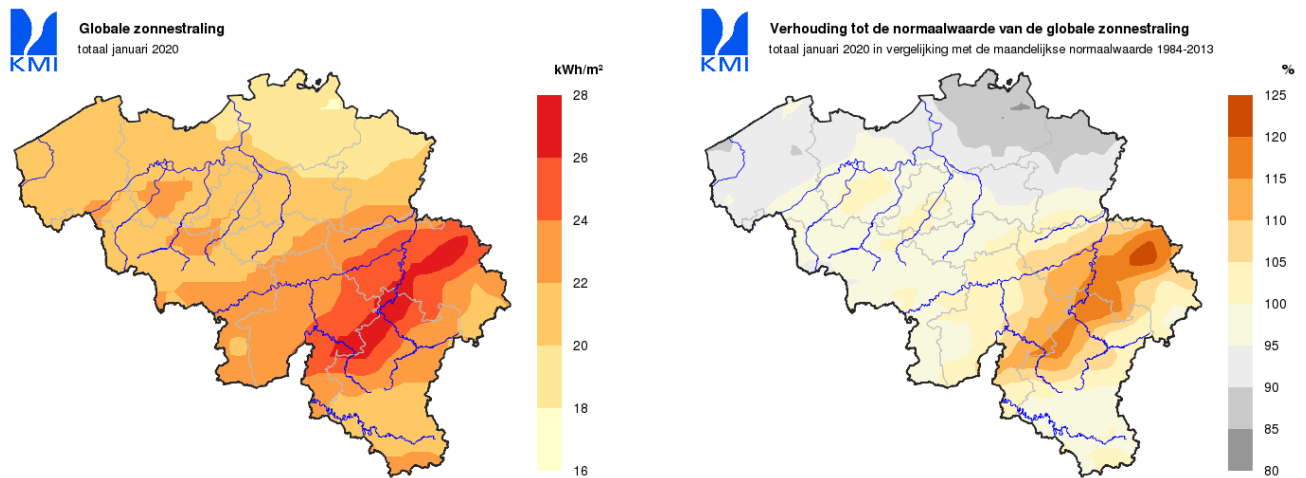 KMI
Globale zonnestraling
totaal januari 2020
kWh/m²
28
26
24
22
20
18
16
KMI
Verhouding tot de normaalwaarde van de globale zonnestraling
totaal januari 2020 in vergelijking met de maandelijkse normaalwaarde 1984-2013
%
125
120
115
110
105
100
95
90
85
80